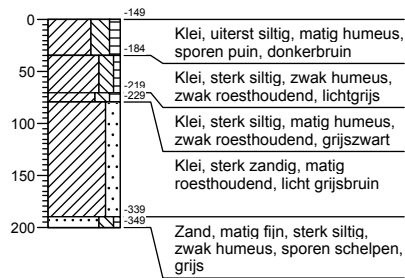 0
-149
Klei, uiterst siltig, matig humeus,
sporen puin, donkerbruin
-184
50
Klei, sterk siltig, zwak humeus,
zwak roesthoudend, lichtgrijs
-219
-229
Klei, sterk siltig, matig humeus,
zwak roesthoudend, grijszwart
100
Klei, sterk zandig, matig
roesthoudend, licht grijsbruin
150
-339
200
-349
Zand, matig fijn, sterk siltig,
zwak humeus, sporen schelpen,
grijs